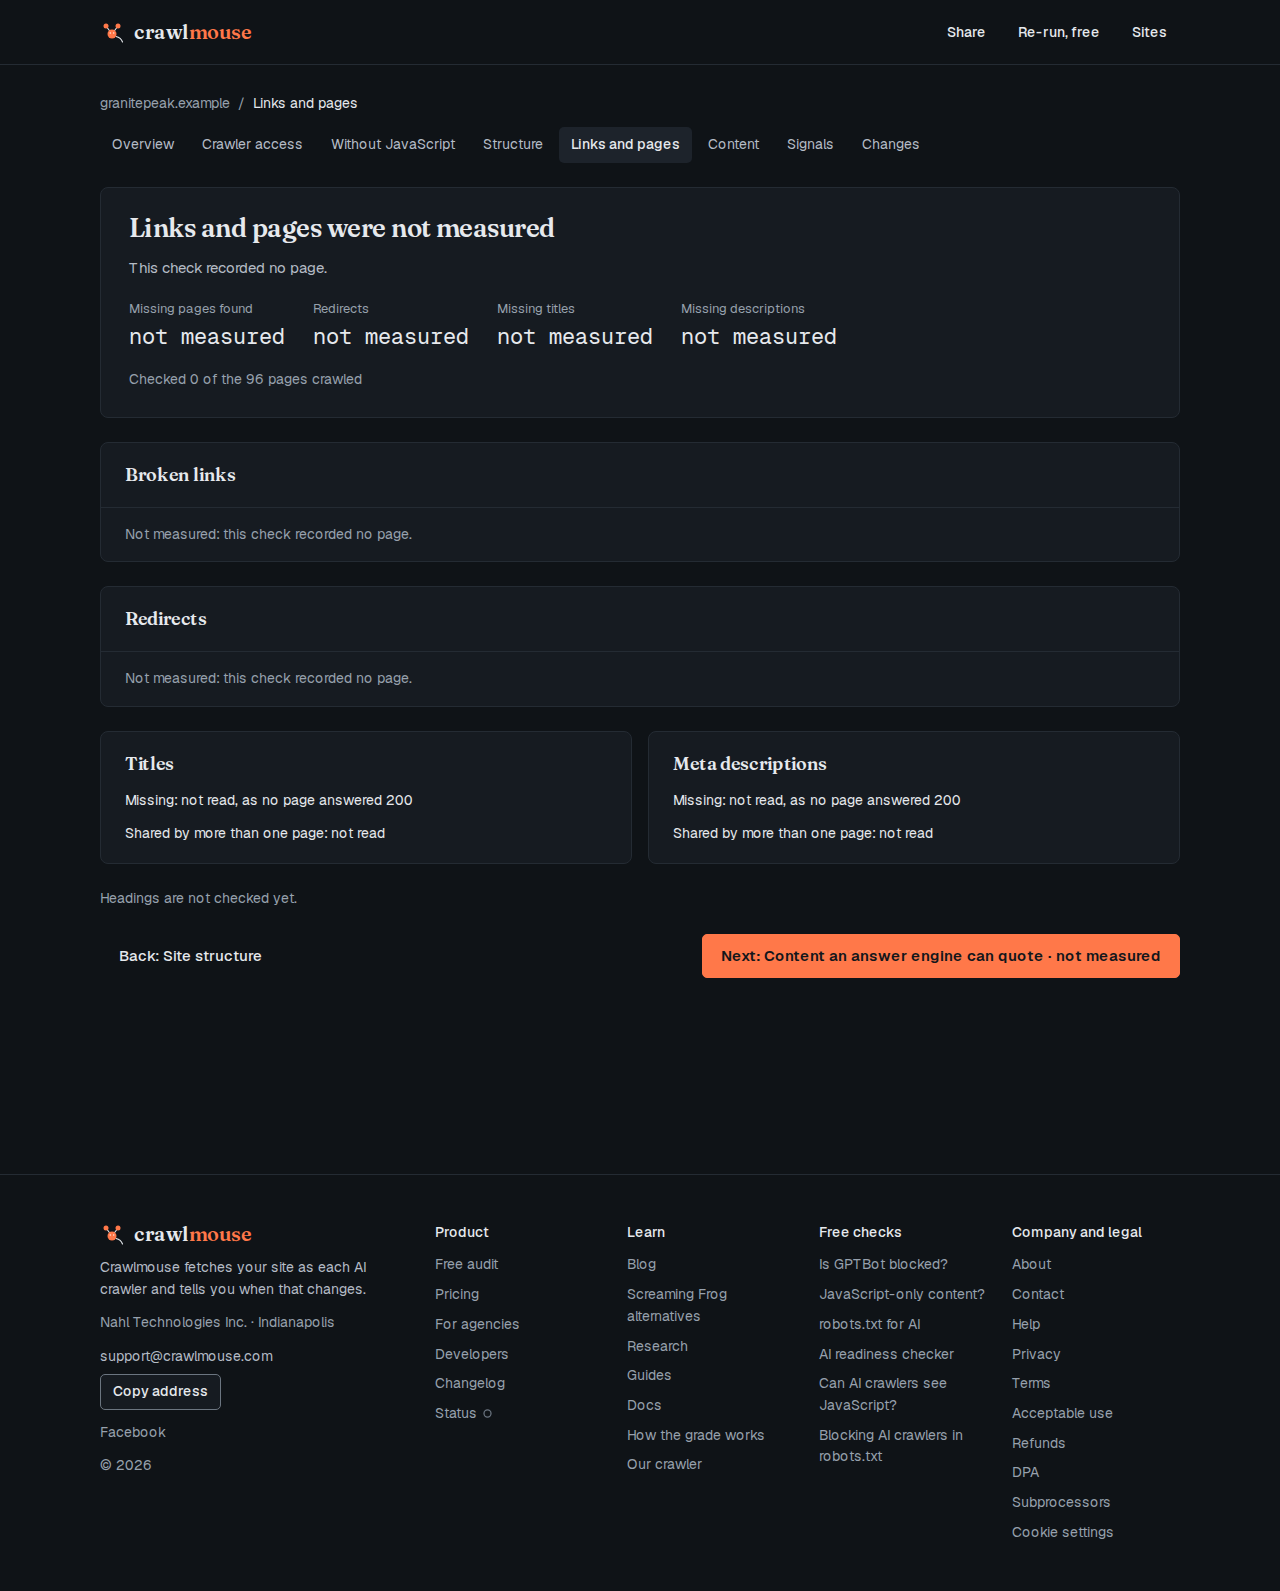 crawlmouse
Share
Re-run, free
Sites
granitepeak.example / Links and pages
Overview
Crawler access
Without JavaScript
Structure
Links and pages
Content
Signals
Changes
Links and pages were not measured
This check recorded no page.
Missing pages found
not measured
Redirects
not measured
Missing titles
not measured
Missing descriptions
not measured
Checked 0 of the 96 pages crawled
Broken links
Not measured: this check recorded no page.
Redirects
Not measured: this check recorded no page.
Titles
Missing: not read, as no page answered 200
Shared by more than one page: not read
Meta descriptions
Missing: not read, as no page answered 200
Shared by more than one page: not read
Headings are not checked yet.
Back: Site structure
Next: Content an answer engine can quote · not measured
crawlmouse
Crawlmouse fetches your site as each AI
crawler and tells you when that changes.
Nahl Technologies Inc. · Indianapolis
support@crawlmouse.com
Copy address
Facebook
© 2026
Product
Free audit
Pricing
For agencies
Developers
Changelog
Status
Learn
Blog
Screaming Frog
alternatives
Research
Guides
Docs
How the grade works
Our crawler
Free checks
Is GPTBot blocked?
JavaScript-only content?
robots.txt for AI
AI readiness checker
Can AI crawlers see
JavaScript?
Blocking AI crawlers in
robots.txt
Company and legal
About
Contact
Help
Privacy
Terms
Acceptable use
Refunds
DPA
Subprocessors
Cookie settings